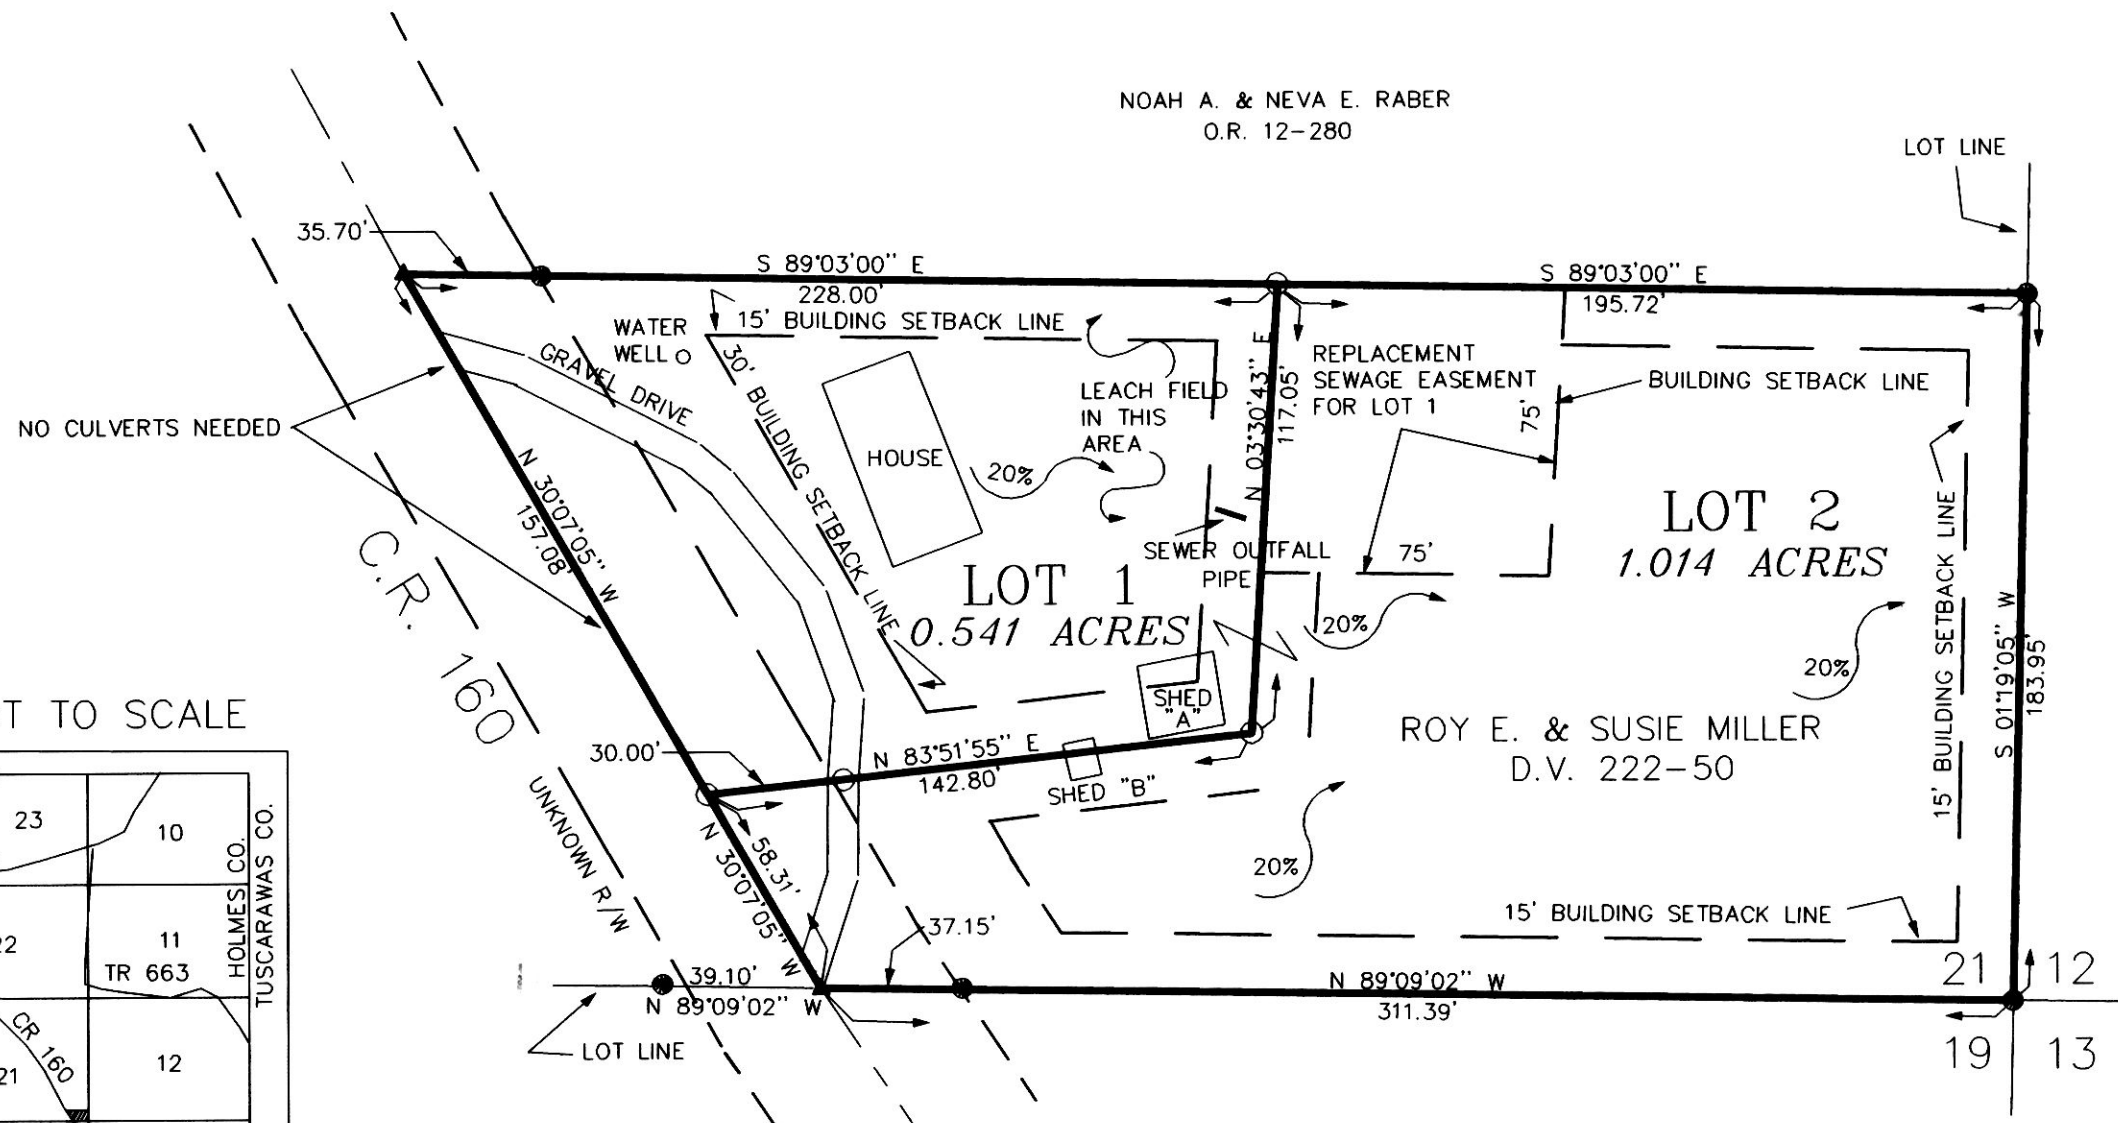 NOAH A. & NEVA E. RABER
O.R. 12-280
LOT LINE
35.70'
S 89°03'00" E
228.00'
S 89°03'00" E
195.72'
15' BUILDING SETBACK LINE
WATER
WELL
GRAVEL DRIVE
30' BUILDING SETBACK LINE
HOUSE
20%
LEACH FIELD
IN THIS
AREA
N 03°30'43" E
117.05'
REPLACEMENT
SEWAGE EASEMENT
FOR LOT 1
75'
BUILDING SETBACK LINE
NO CULVERTS NEEDED
N 30°07'05" W
157.08'
C.R. 160
LOT 1
0.541 ACRES
SEWER OUTFALL
PIPE
75'
LOT 2
1.014 ACRES
20%
20%
15' BUILDING SETBACK LINE
S 01°19'05" W
183.95'
SHED
"A"
ROY E. & SUSIE MILLER
D.V. 222-50
30.00'
N 83°51'55" E
142.80'
SHED "B"
UNKNOWN R/W
58.31'
N 30°07'05" W
20%
15' BUILDING SETBACK LINE
37.15'
39.10'
N 89°09'02" W
N 89°09'02" W
311.39'
LOT LINE
21
12
19
13
T TO SCALE
23
10
HOLMES CO.
TUSCARAWAS CO.
22
11
TR 663
CR 160
21
12